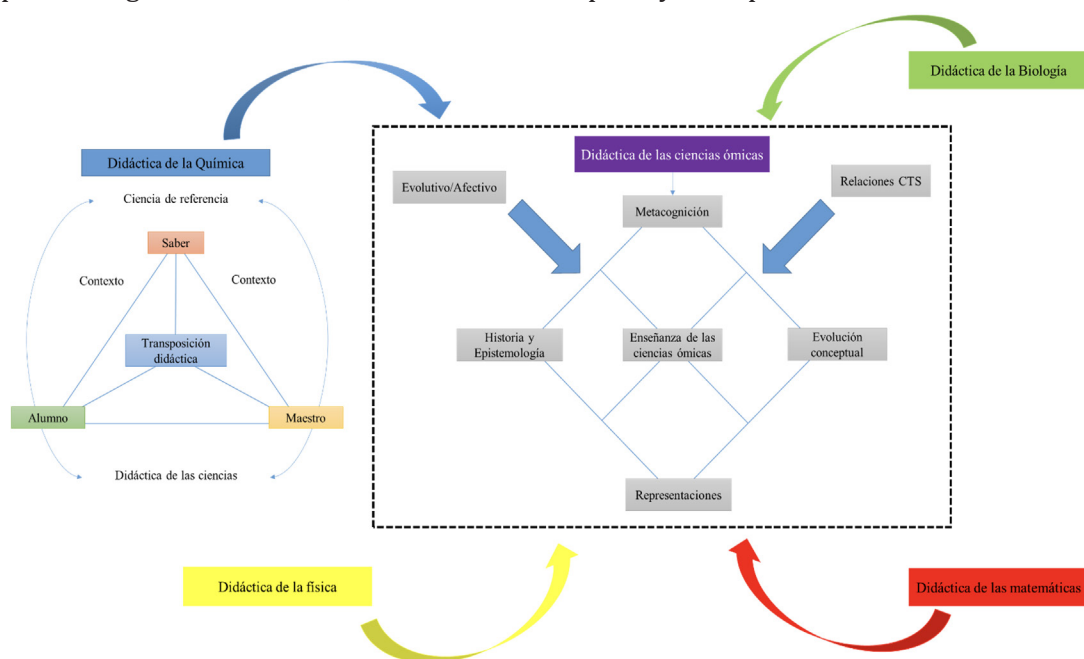 Didáctica de la Biología
Didáctica de la Química
Didáctica de las ciencias ómicas
Ciencia de referencia
Evolutivo/Afectivo
Relaciones CTS
Metacognición
Saber
Contexto
Contexto
Transposición
didáctica
Historia y
Epistemología
Enseñanza de las
ciencias ómicas
Evolución
conceptual
Alumno
Maestro
Didáctica de las ciencias
Representaciones
Didáctica de la física
Didáctica de las matemáticas